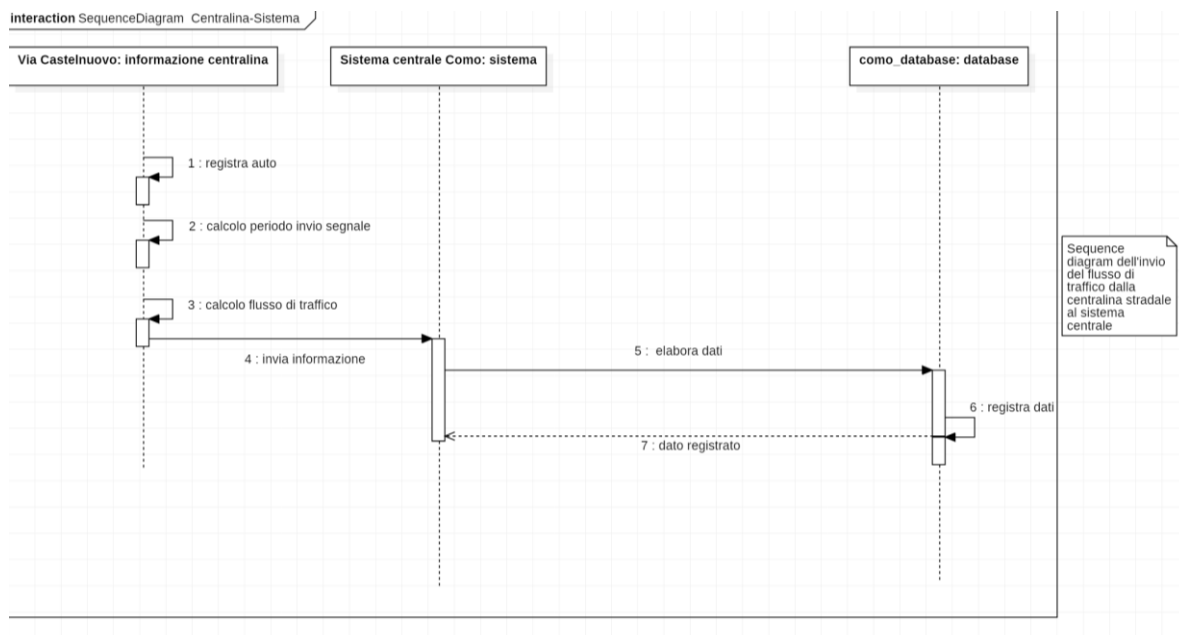 interaction SequenceDiagram Centralina-Sistema
Via Castelnuovo: informazione centralina
Sistema centrale Como: sistema
como_database: database
1 : registra auto
2 : calcolo periodo invio segnale
3 : calcolo flusso di traffico
4 : invia informazione
5 : elabora dati
6 : registra dati
7 : dato registrato
Sequence
diagram dell'invio
del flusso di
traffico dalla
centralina stradale
al sistema
centrale